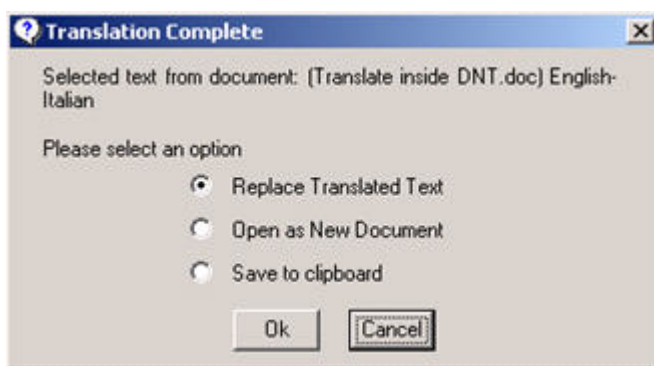 Translation Complete
Selected text from document: (Translate inside DNT.doc) English-
Italian
Please select an option
Replace Translated Text
Open as New Document
Save to clipboard
Ok Cancel